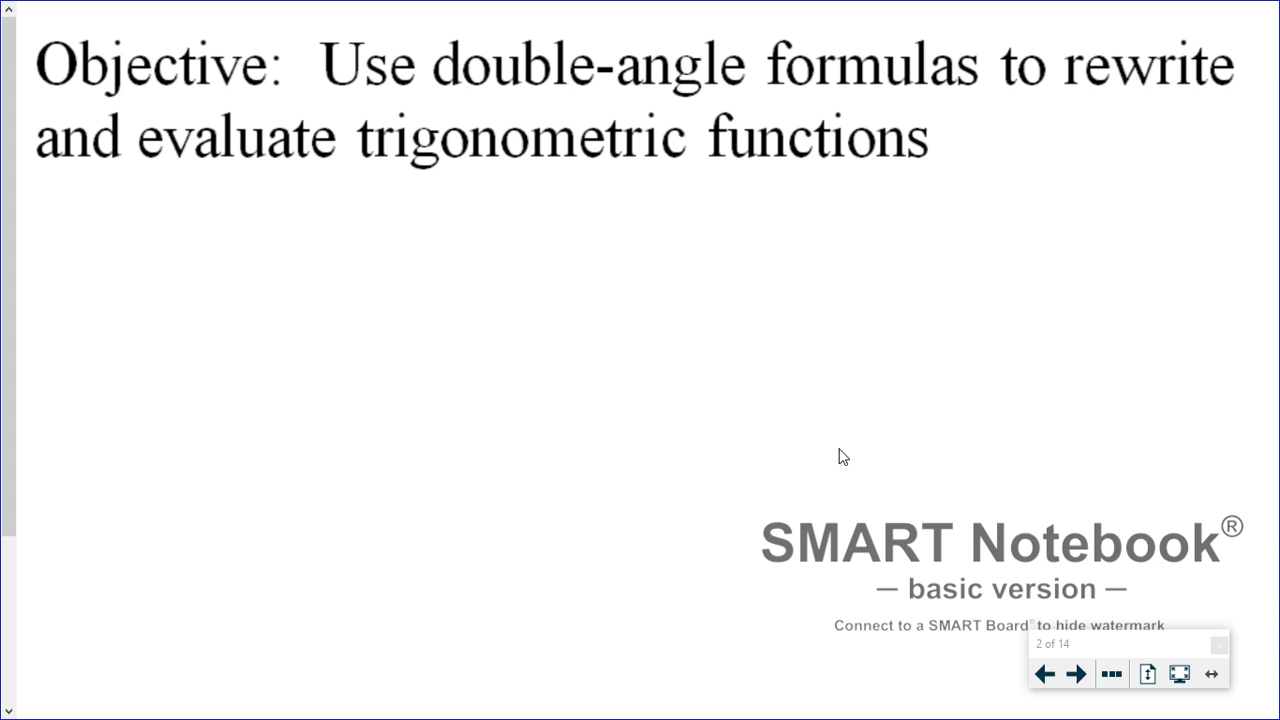 Objective:  Use double-angle formulas to rewrite
and evaluate trigonometric functions
SMART Notebook®
— basic version —
Connect to a SMART Board® to hide watermark
2 of 14